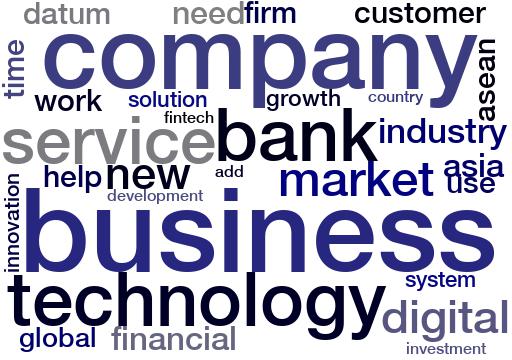 datum need firm customer
time company asean
work solution growth country
fintech
service bank industry
help new add market asia
use
innovation development
business
technology system
digital
global financial investment